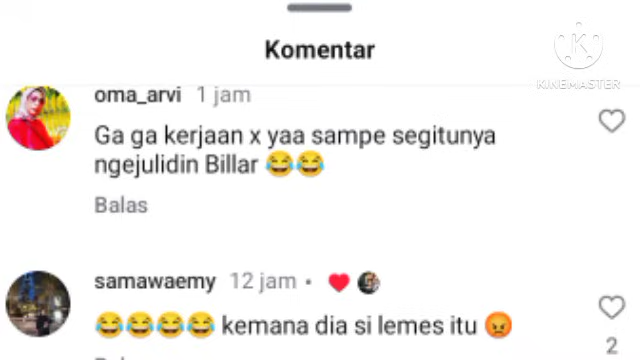 Komentar
KINEMASTER
oma_arvi 1 jam
Ga ga kerjaan x yaa sampe segitunya
ngejulidin Billar 😂😂
Balas
samawaemy 12 jam •
😂😂😂😂 kemana dia si lemes itu 😡
2